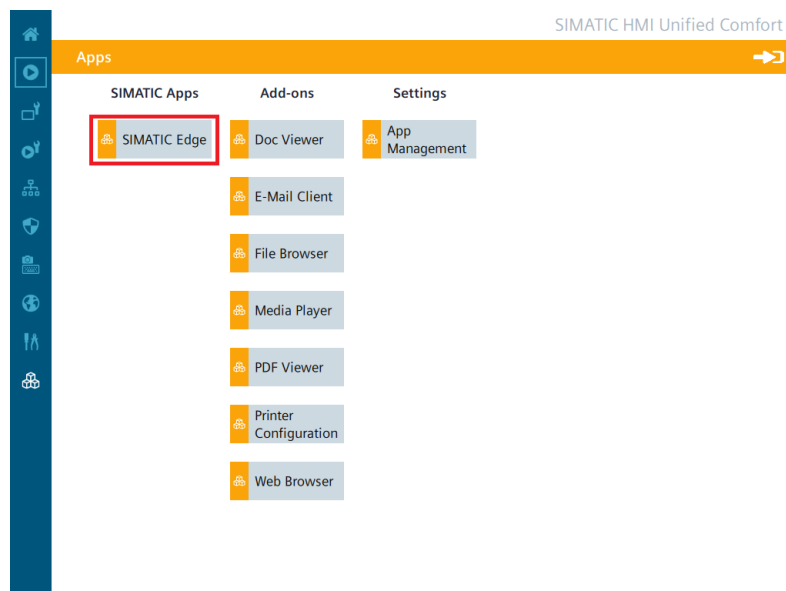 SIMATIC HMI Unified Comfort
Apps
SIMATIC Apps
Add-ons
Settings
SIMATIC Edge
Doc Viewer
App
Management
E-Mail Client
File Browser
Media Player
PDF Viewer
Printer
Configuration
Web Browser